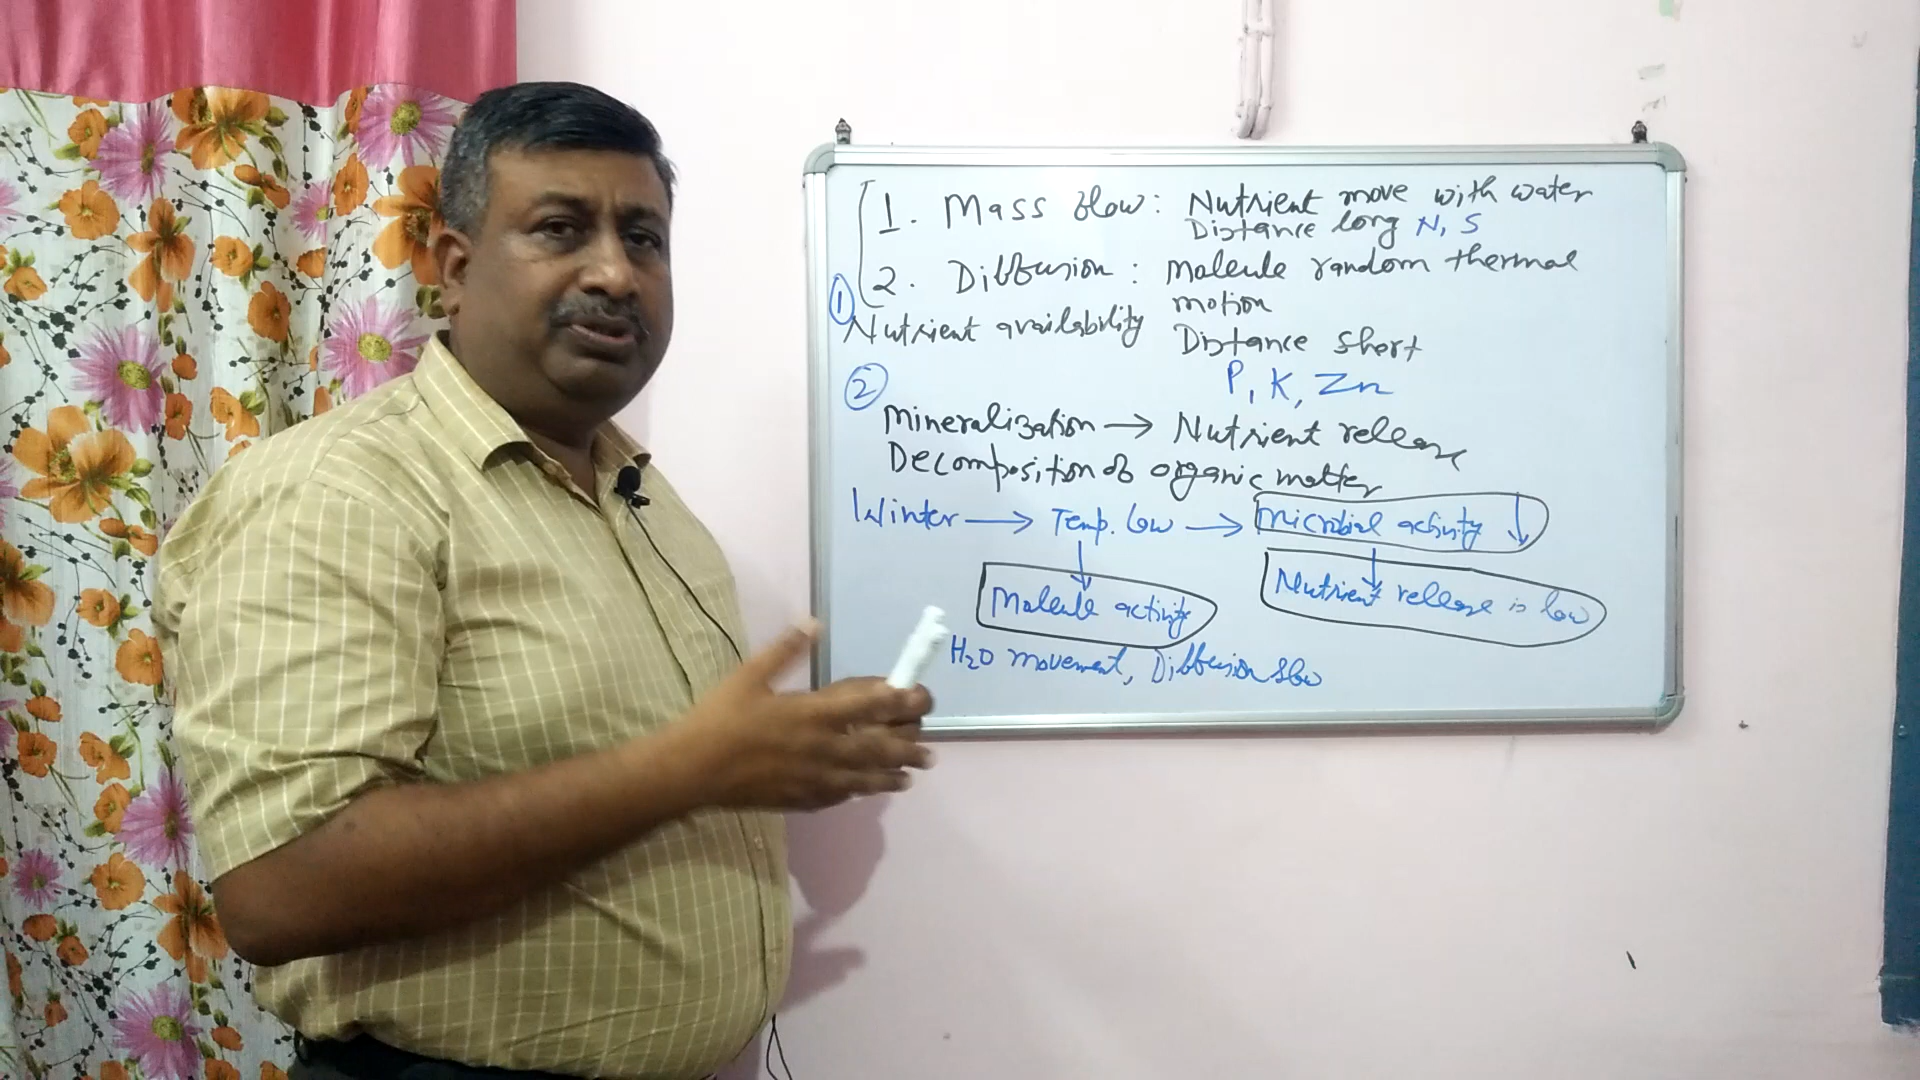 1. Mass flow: Nutrient move with water
Distance long N, S
2. Diffusion: Molecule random thermal
motion
① Nutrient availability
Distance short
P, K, Zn
②
Mineralization → Nutrient release
Decomposition of organic matter
Winter → Temp. low → Microbial activity ↓
↓ ↓
Molecule activity Nutrient release is low
H₂O movement, Diffusion slow